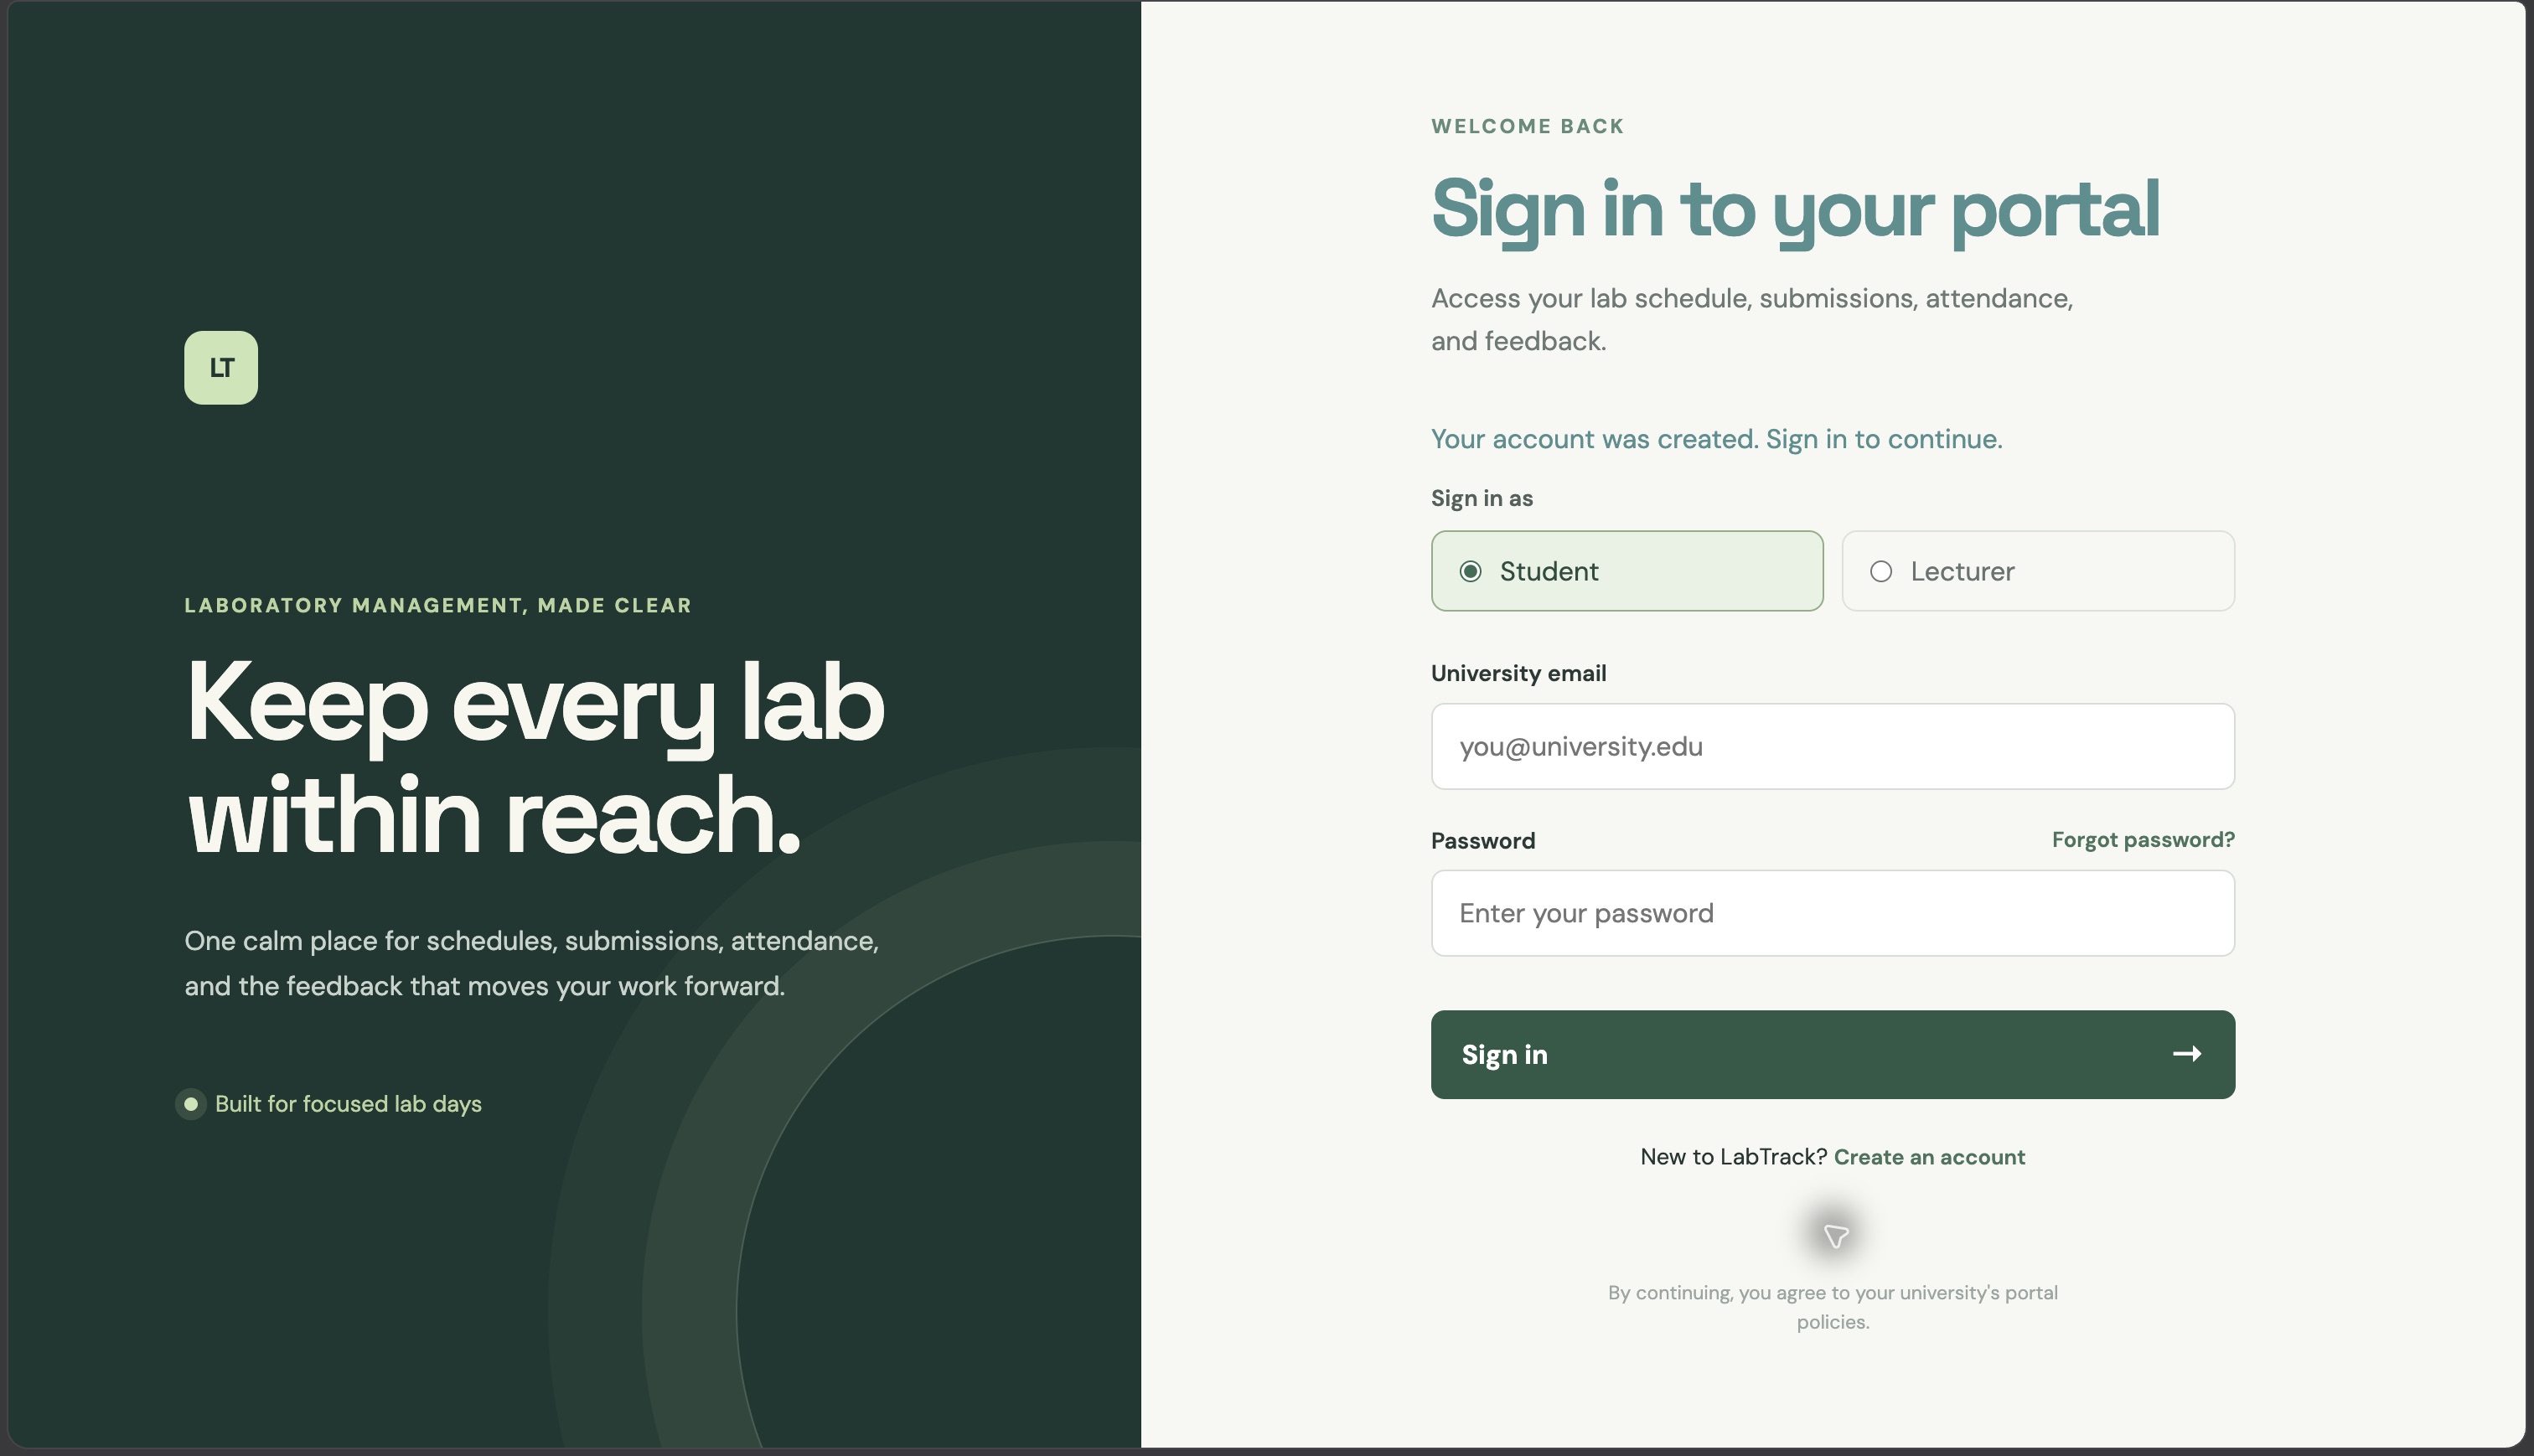 LT
LABORATORY MANAGEMENT, MADE CLEAR
Keep every lab
within reach.
One calm place for schedules, submissions, attendance,
and the feedback that moves your work forward.
Built for focused lab days
WELCOME BACK
Sign in to your portal
Access your lab schedule, submissions, attendance,
and feedback.
Your account was created. Sign in to continue.
Sign in as
Student
Lecturer
University email
you@university.edu
Password
Forgot password?
Enter your password
Sign in →
New to LabTrack? Create an account
By continuing, you agree to your university's portal
policies.